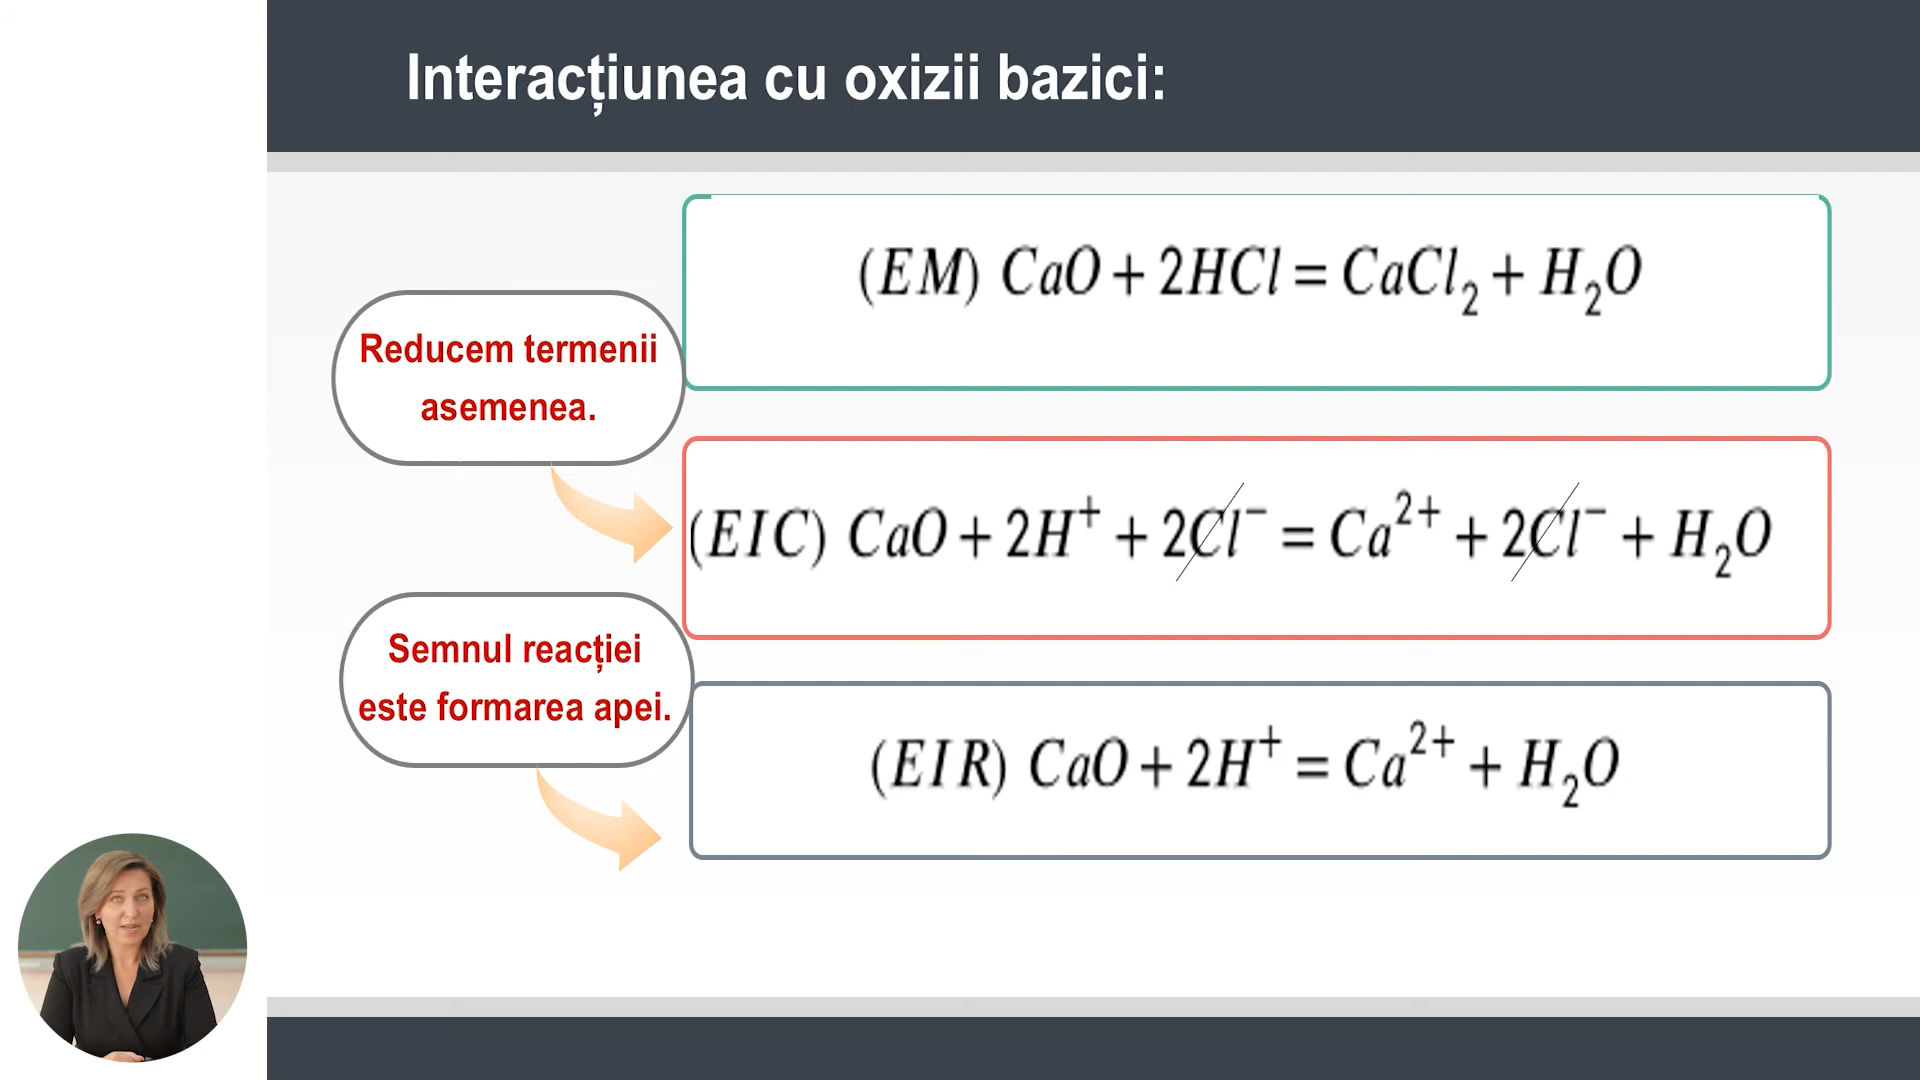 Interacțiunea cu oxizii bazici:
(EM) CaO + 2HCl = CaCl₂ + H₂O
Reducem termenii
asemenea.
(EIC) CaO + 2H⁺ + 2Cl⁻ = Ca²⁺ + 2Cl⁻ + H₂O
Semnul reacției
este formarea apei.
(EIR) CaO + 2H⁺ = Ca²⁺ + H₂O